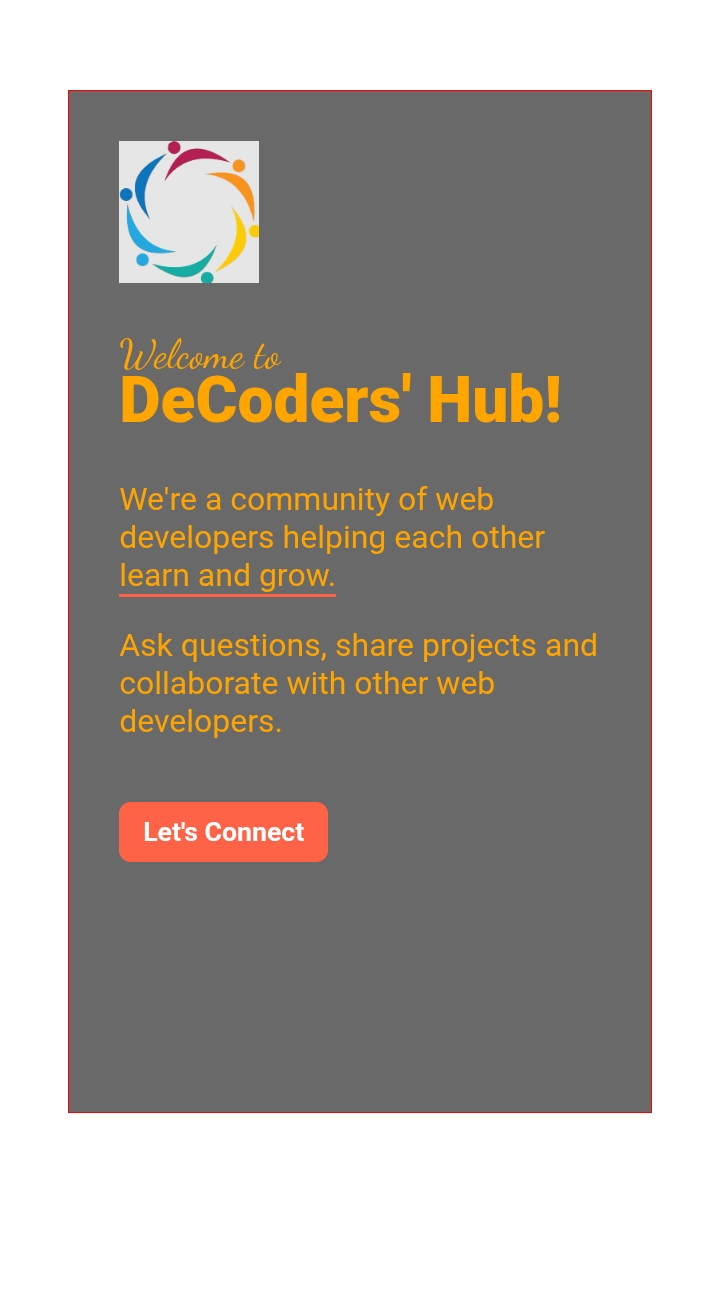 Welcome to
DeCoders' Hub!
We're a community of web
developers helping each other
learn and grow.
Ask questions, share projects and
collaborate with other web
developers.
Let's Connect